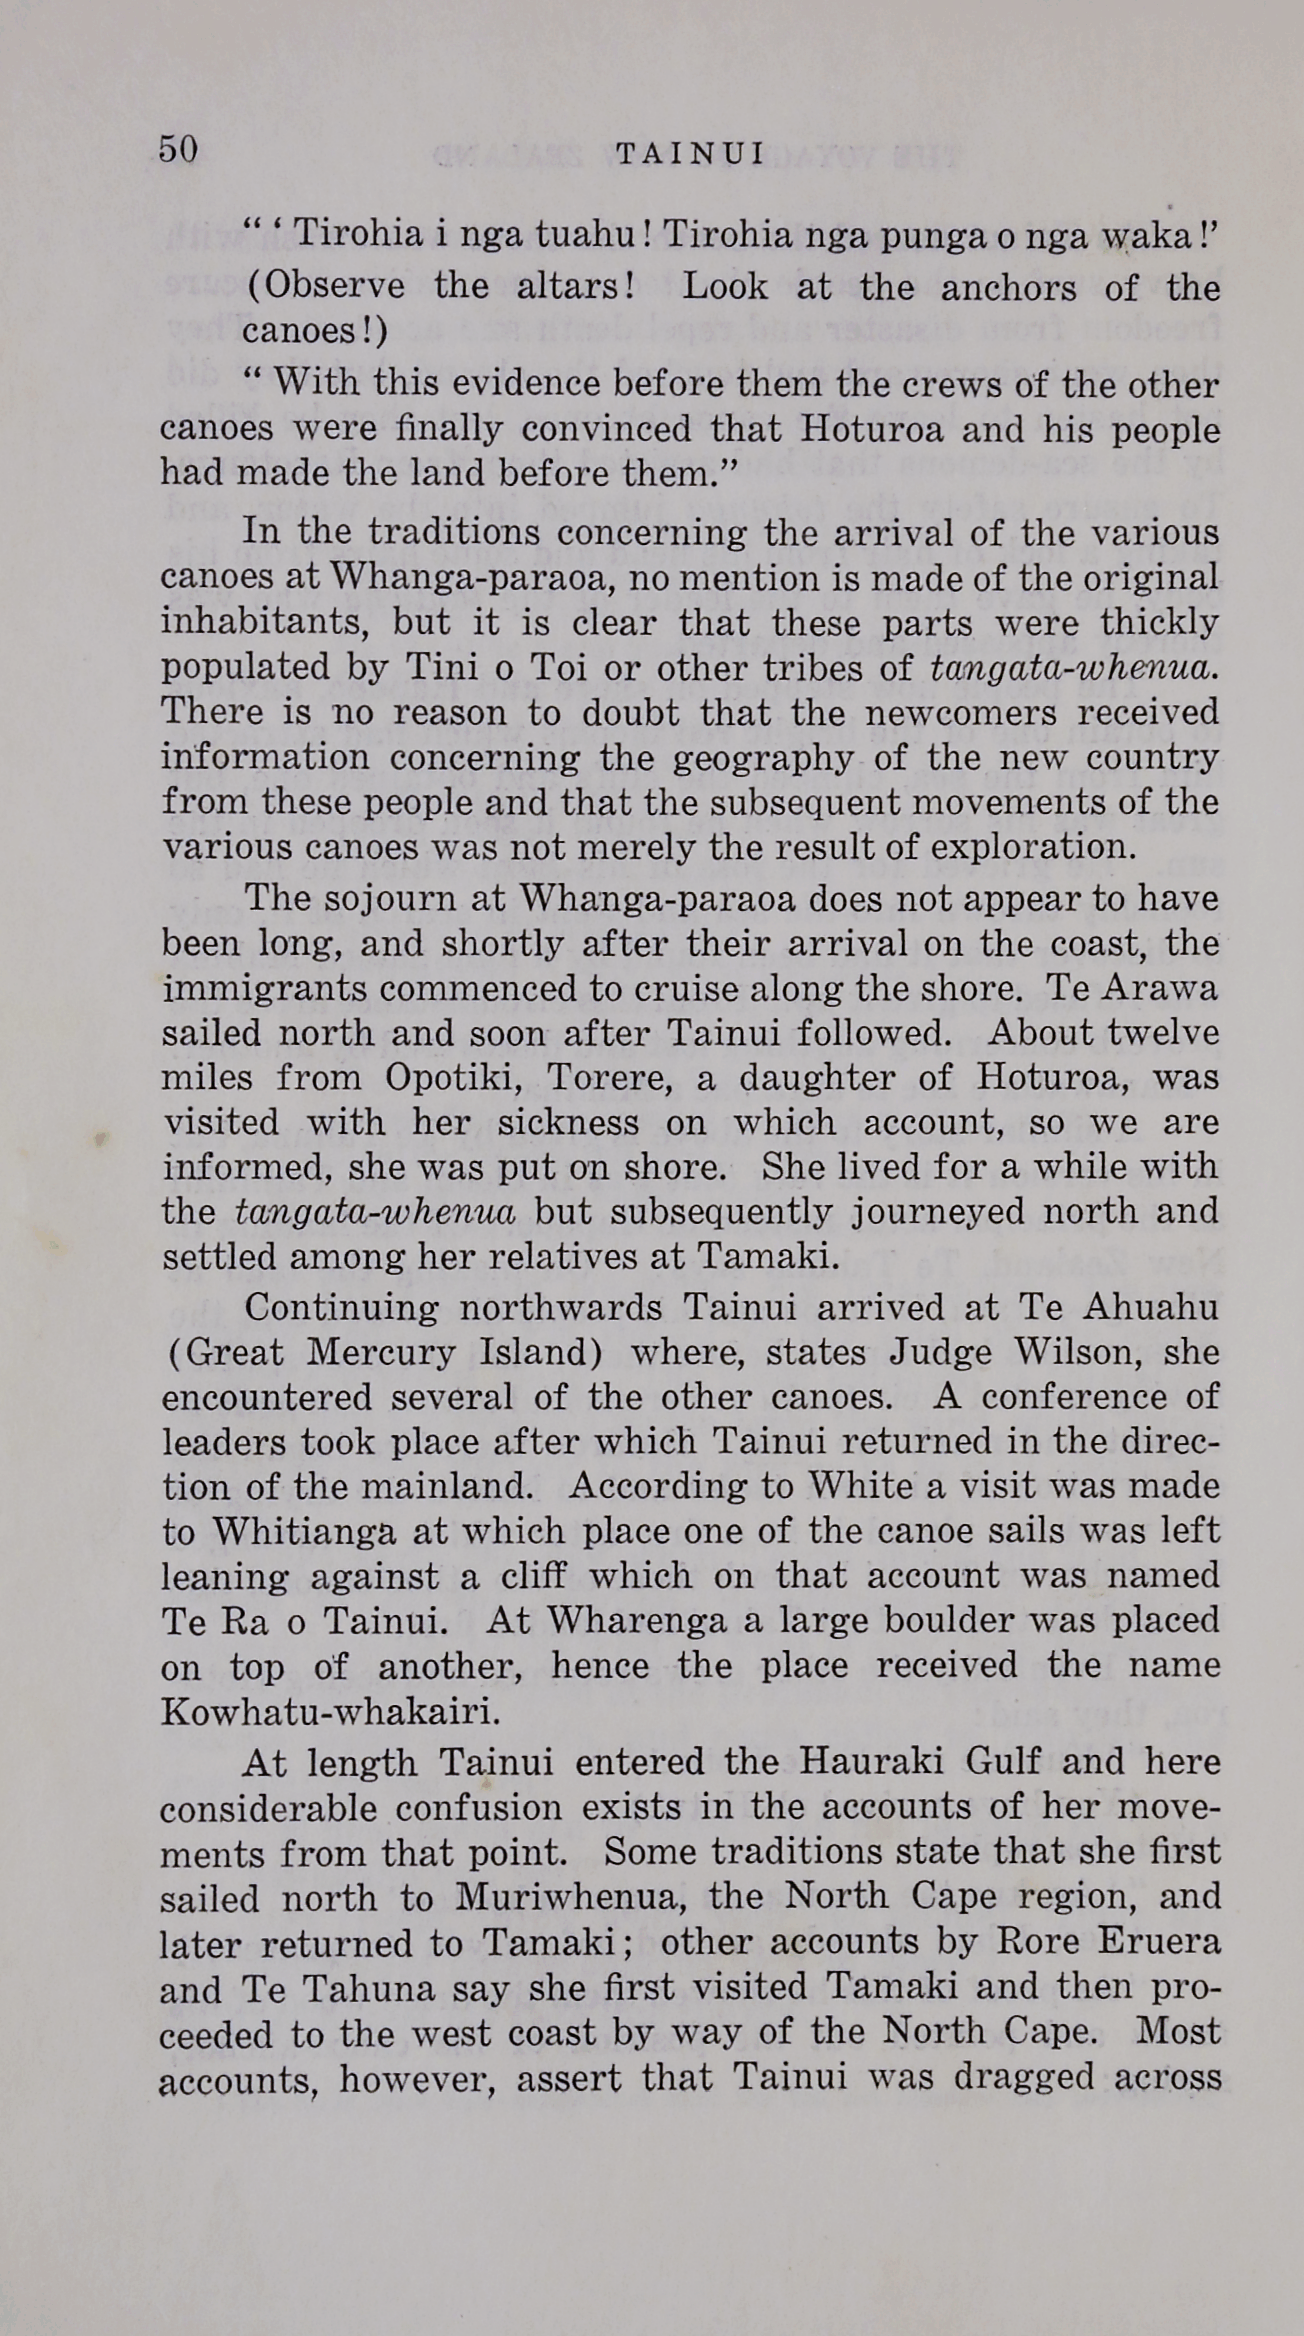 50
TAINUI
“ ‘ Tirohia i nga tuahu! Tirohia nga punga o nga waka!’
(Observe the altars! Look at the anchors of the
canoes!)
“ With this evidence before them the crews of the other
canoes were finally convinced that Hoturoa and his people
had made the land before them.”
In the traditions concerning the arrival of the various
canoes at Whanga-paraoa, no mention is made of the original
inhabitants, but it is clear that these parts were thickly
populated by Tini o Toi or other tribes of tangata-whenua.
There is no reason to doubt that the newcomers received
information concerning the geography of the new country
from these people and that the subsequent movements of the
various canoes was not merely the result of exploration.
The sojourn at Whanga-paraoa does not appear to have
been long, and shortly after their arrival on the coast, the
immigrants commenced to cruise along the shore. Te Arawa
sailed north and soon after Tainui followed. About twelve
miles from Opotiki, Torere, a daughter of Hoturoa, was
visited with her sickness on which account, so we are
informed, she was put on shore. She lived for a while with
the tangata-whenua but subsequently journeyed north and
settled among her relatives at Tamaki.
Continuing northwards Tainui arrived at Te Ahuahu
(Great Mercury Island) where, states Judge Wilson, she
encountered several of the other canoes. A conference of
leaders took place after which Tainui returned in the direc-
tion of the mainland. According to White a visit was made
to Whitianga at which place one of the canoe sails was left
leaning against a cliff which on that account was named
Te Ra o Tainui. At Wharenga a large boulder was placed
on top of another, hence the place received the name
Kowhatu-whakairi.
At length Tainui entered the Hauraki Gulf and here
considerable confusion exists in the accounts of her move-
ments from that point. Some traditions state that she first
sailed north to Muriwhenua, the North Cape region, and
later returned to Tamaki; other accounts by Rore Eruera
and Te Tahuna say she first visited Tamaki and then pro-
ceeded to the west coast by way of the North Cape. Most
accounts, however, assert that Tainui was dragged across